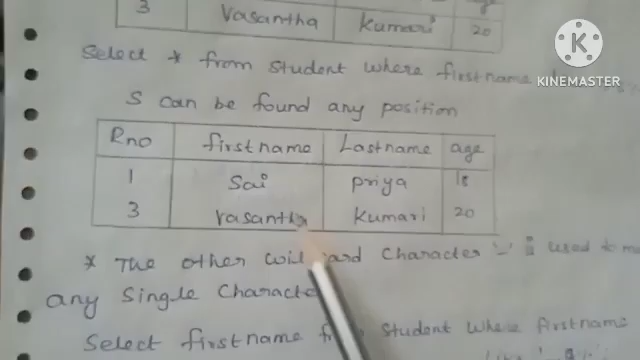 3 Vasantha Kumari 20
Select * from Student where firstname
S can be found any position
Rno firstname Lastname age
1 Sai Priya 18
3 Vasantha Kumari 20
* The other character '-' is used to
any Single
Select firstname Student where firstname
K
KINEMASTER